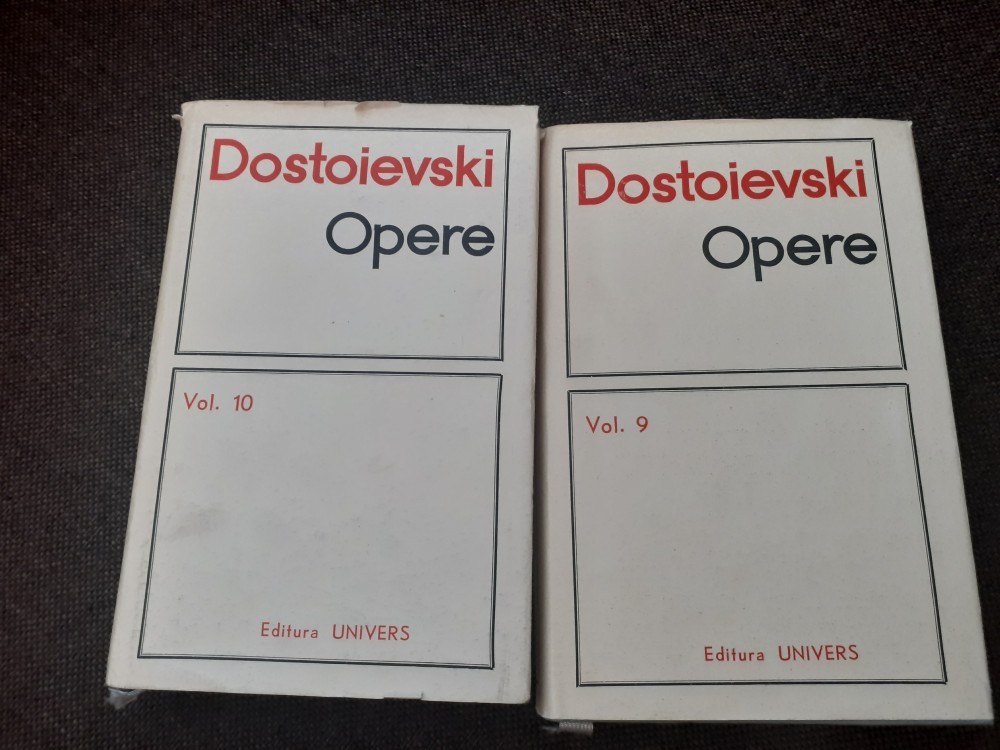 Dostoievski
Opere
Vol. 10
Editura UNIVERS
Dostoievski
Opere
Vol. 9
Editura UNIVERS